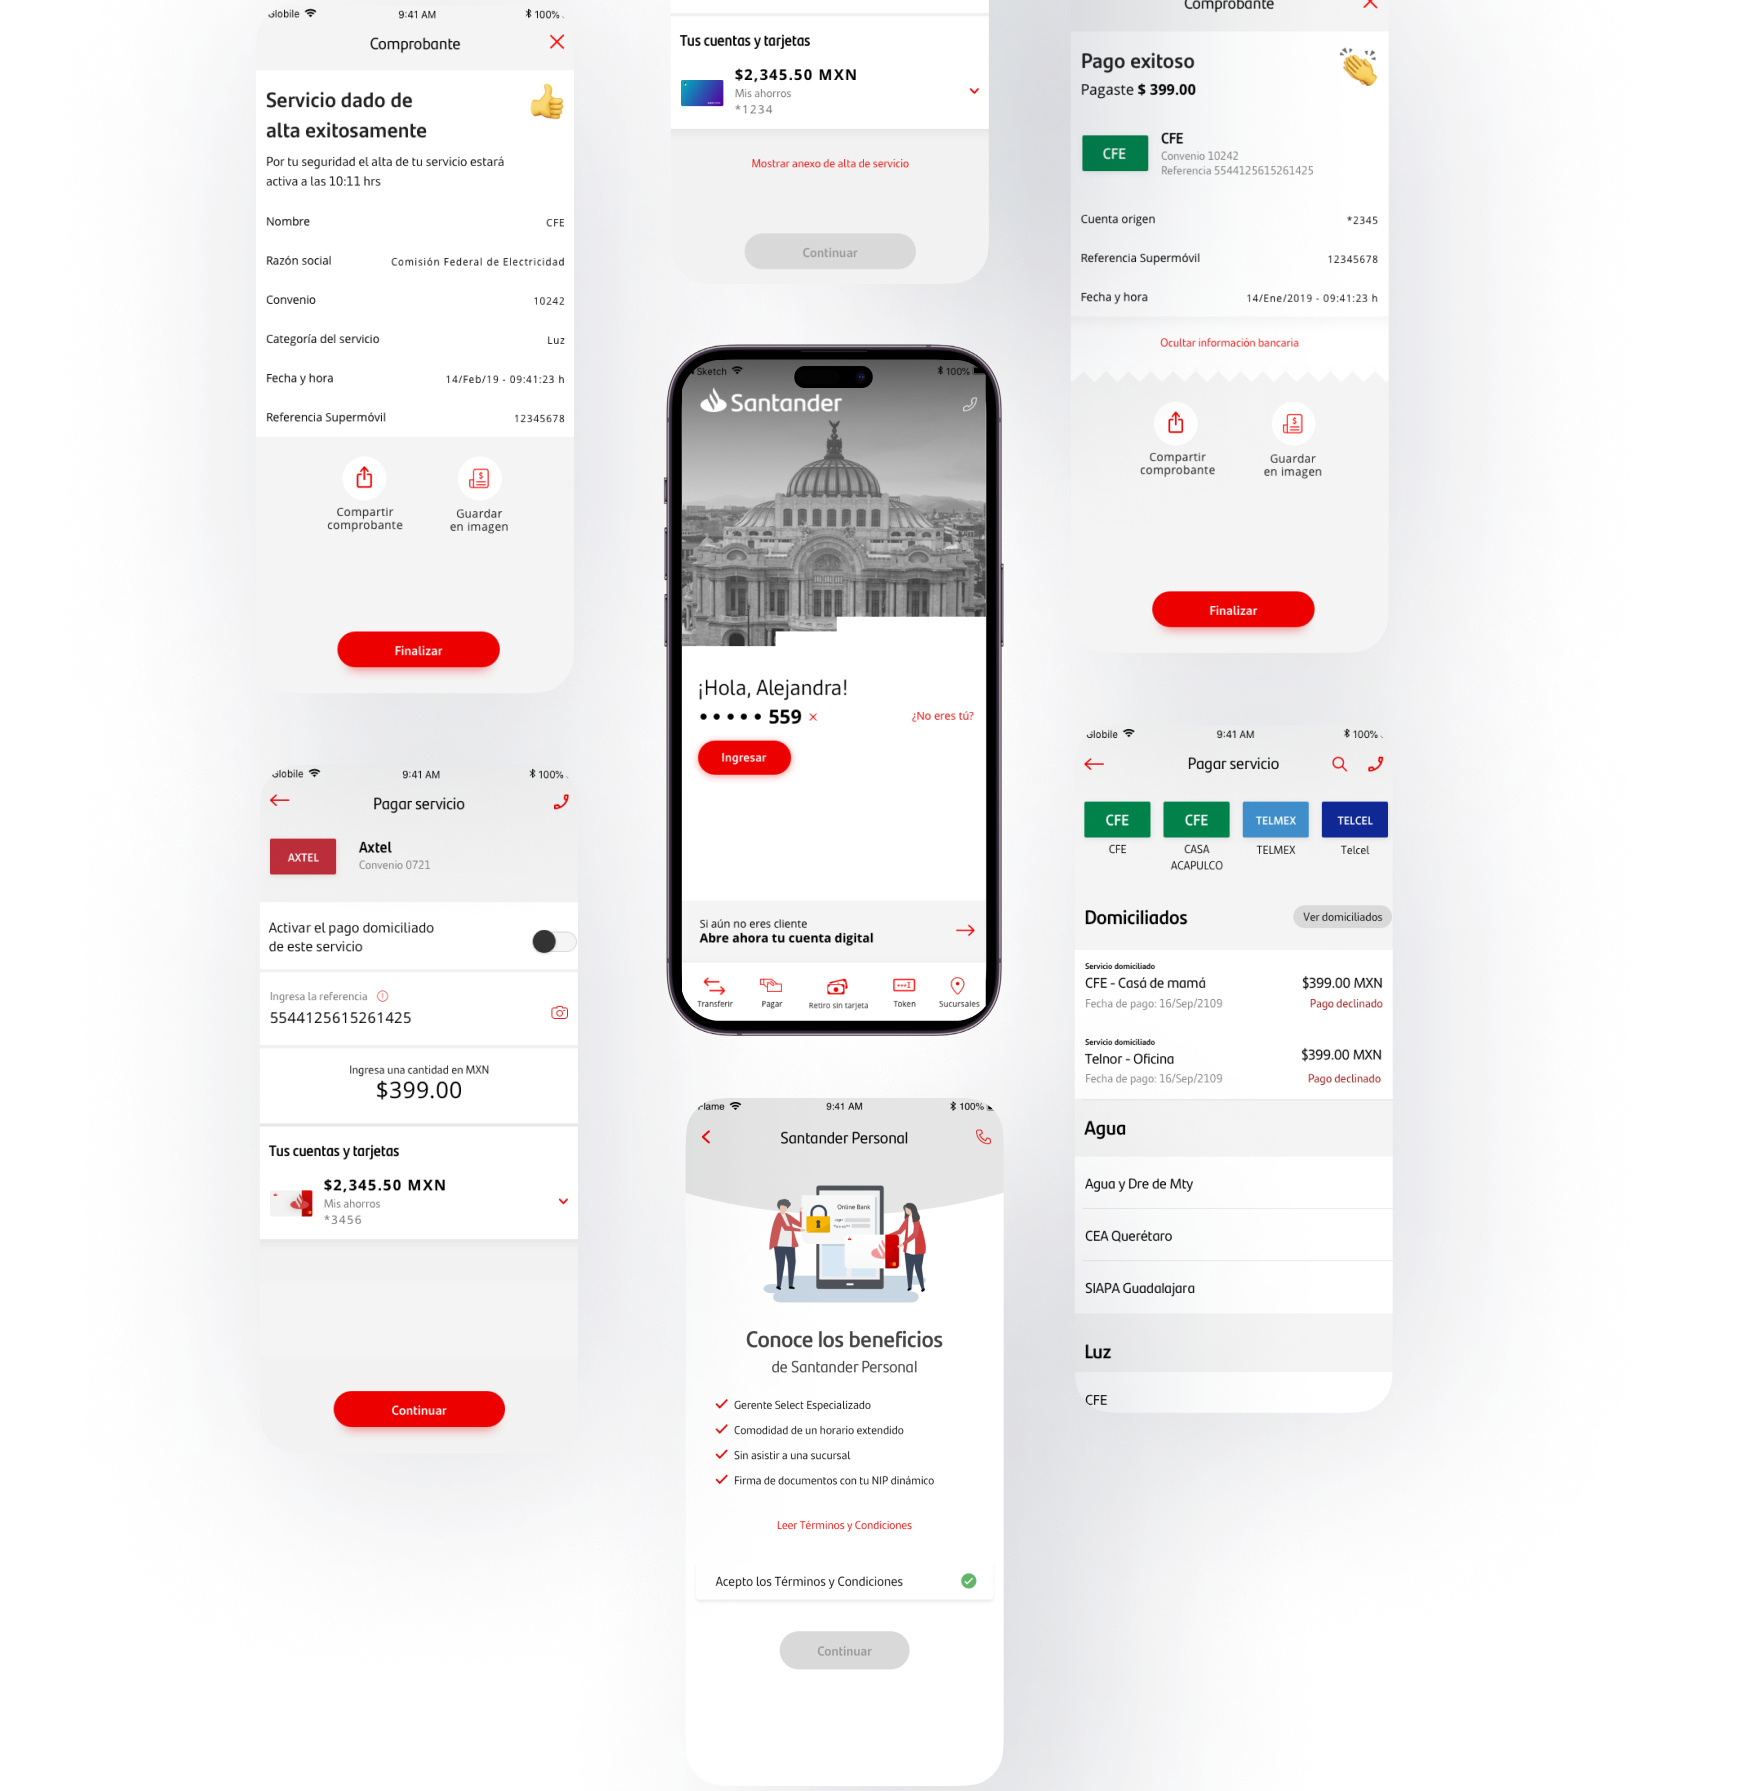 9:41 AM
100%
Comprobante
Servicio dado de
alta exitosamente
Por tu seguridad el alta de tu servicio estará
activa a las 10:11 hrs
Nombre CFE
Razón social Comisión Federal de Electricidad
Convenio 10242
Categoría del servicio Luz
Fecha y hora 14/Feb/19 - 09:41:23 h
Referencia Supermóvil 12345678
Compartir
comprobante
Guardar
en imagen
Finalizar
9:41 AM
100%
Pagar servicio
AXTEL
Axtel
Convenio 0721
Activar el pago domiciliado
de este servicio
Ingresa la referencia
5544125615261425
Ingresa una cantidad en MXN
$399.00
Tus cuentas y tarjetas
$2,345.50 MXN
Mis ahorros
*3456
Continuar
Tus cuentas y tarjetas
$2,345.50 MXN
Mis ahorros
*1234
Mostrar anexo de alta de servicio
Continuar
Sketch
100%
Santander
¡Hola, Alejandra!
• • • • • 559 ×
¿No eres tú?
Ingresar
Si aún no eres cliente
Abre ahora tu cuenta digital
Transferir
Pagar
Retiro sin tarjeta
Token
Sucursales
9:41 AM
100%
Santander Personal
Online Bank
Conoce los beneficios
de Santander Personal
Gerente Select Especializado
Comodidad de un horario extendido
Sin asistir a una sucursal
Firma de documentos con tu NIP dinámico
Leer Términos y Condiciones
Acepto los Términos y Condiciones
Continuar
Comprobante
Pago exitoso
Pagaste $ 399.00
CFE
CFE
Convenio 10242
Referencia 5544125615261425
Cuenta origen *2345
Referencia Supermóvil 12345678
Fecha y hora 14/Ene/2019 - 09:41:23 h
Ocultar información bancaria
Compartir
comprobante
Guardar
en imagen
Finalizar
9:41 AM
100%
Pagar servicio
CFE CFE TELMEX TELCEL
CFE CASA TELMEX Telcel
ACAPULCO
Domiciliados
Ver domiciliados
Servicio domiciliado
CFE - Casá de mamá $399.00 MXN
Fecha de pago: 16/Sep/2109 Pago declinado
Servicio domiciliado
Telnor - Oficina $399.00 MXN
Fecha de pago: 16/Sep/2109 Pago declinado
Agua
Agua y Dre de Mty
CEA Querétaro
SIAPA Guadalajara
Luz
CFE